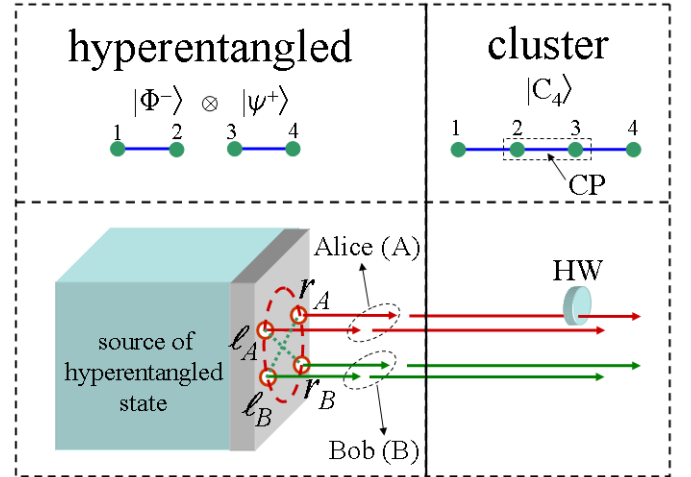 hyperentangled
|Φ⁻⟩ ⊗ |ψ⁺⟩
1 2 3 4
cluster
|C₄⟩
1 2 3 4
CP
Alice (A)
HW
r_A
ℓ_A
source of
hyperentangled
state
r_B
ℓ_B
Bob (B)